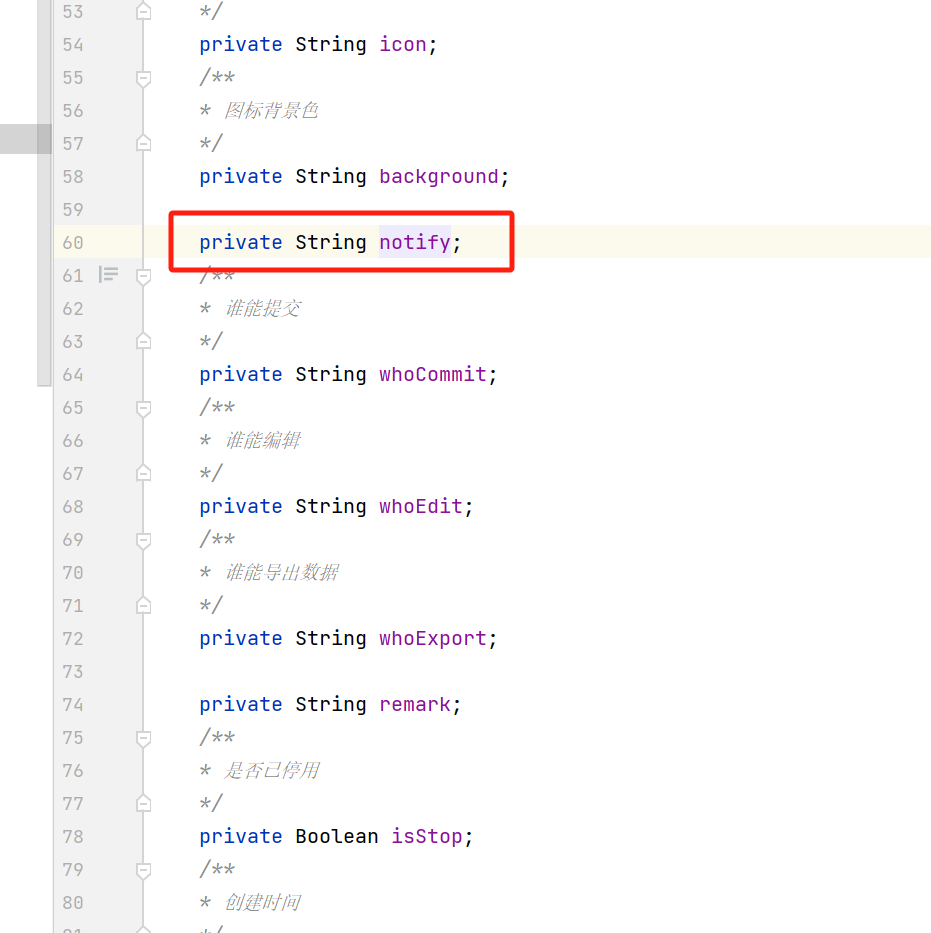 53 */
54 private String icon;
55 /**
56 * 图标背景色
57 */
58 private String background;
59
60 private String notify;
61 /**
62 * 谁能提交
63 */
64 private String whoCommit;
65 /**
66 * 谁能编辑
67 */
68 private String whoEdit;
69 /**
70 * 谁能导出数据
71 */
72 private String whoExport;
73
74 private String remark;
75 /**
76 * 是否已停用
77 */
78 private Boolean isStop;
79 /**
80 * 创建时间
81 */